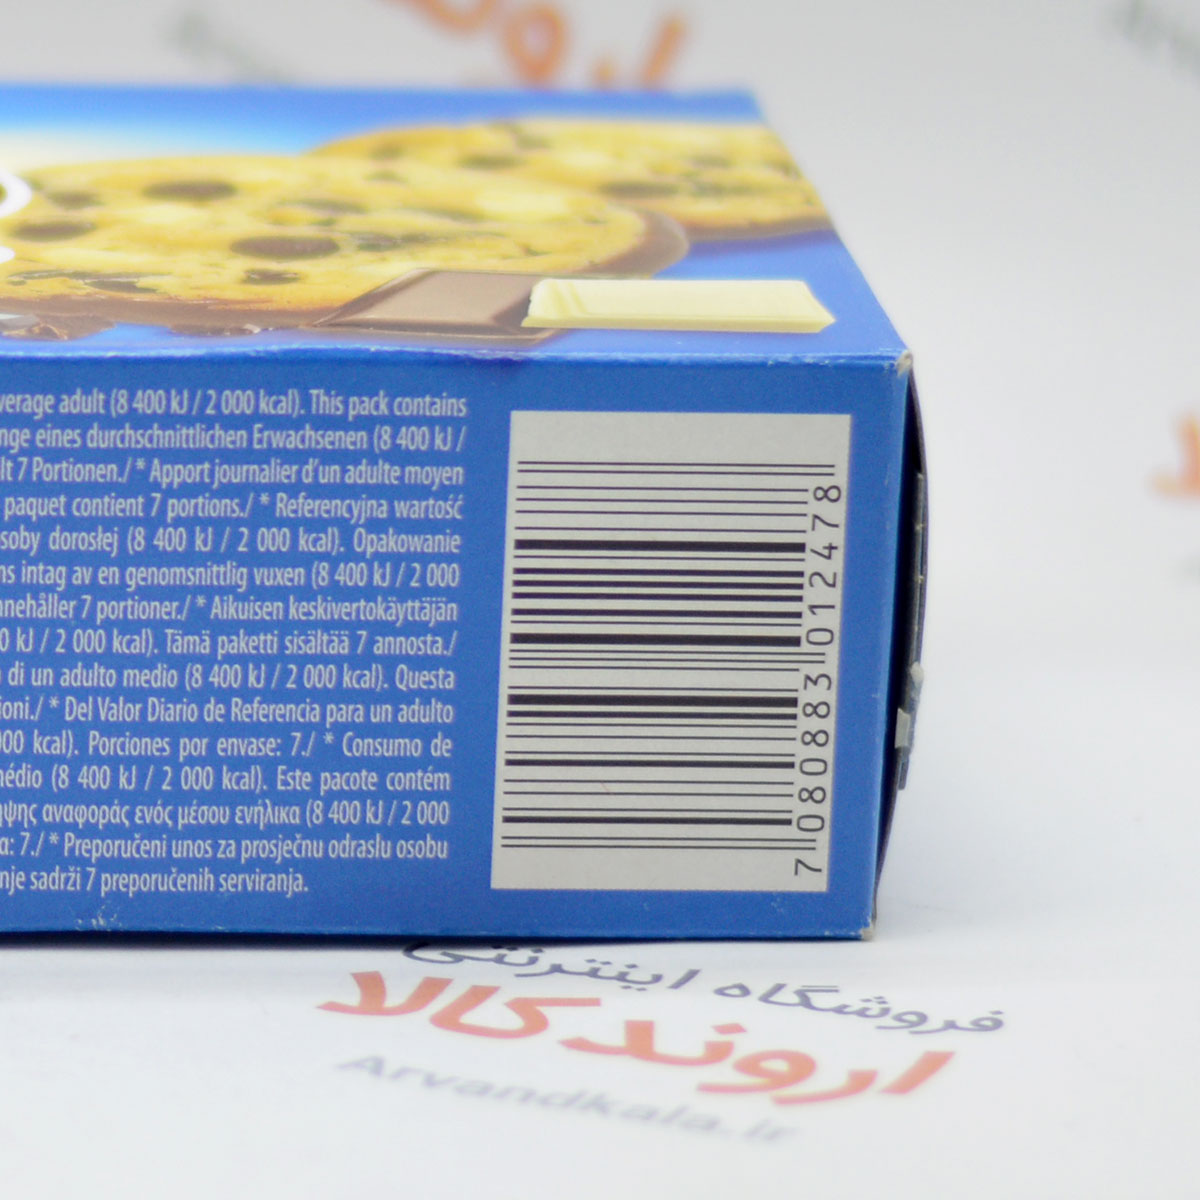 verage adult (8 400 kJ / 2 000 kcal). This pack contains
nge eines durchschnittlichen Erwachsenen (8 400 kJ /
lt 7 Portionen./ * Apport journalier d'un adulte moyen
paquet contient 7 portions./ * Referencyjna wartość
soby dorosłej (8 400 kJ / 2 000 kcal). Opakowanie
ns intag av en genomsnittlig vuxen (8 400 kJ / 2 000
nnehåller 7 portioner./ * Aikuisen keskivertokäyttäjän
0 kJ / 2 000 kcal). Tämä paketti sisältää 7 annosta./
di un adulto medio (8 400 kJ / 2 000 kcal). Questa
ioni./ * Del Valor Diario de Referencia para un adulto
000 kcal). Porciones por envase: 7./ * Consumo de
médio (8 400 kJ / 2 000 kcal). Este pacote contém
ψης αναφοράς ενός μέσου ενήλικα (8 400 kJ / 2 000
α: 7./ * Preporučeni unos za prosječnu odraslu osobu
nje sadrži 7 preporučenih serviranja.
7 080883 012478
فروشگاه اینترنتی
اروند کالا
Arvandkala.ir